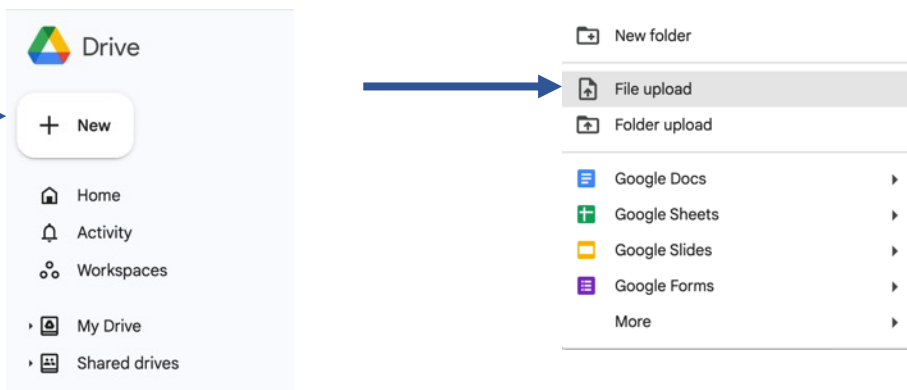 Drive
New
Home
Activity
Workspaces
My Drive
Shared drives
New folder
File upload
Folder upload
Google Docs
Google Sheets
Google Slides
Google Forms
More